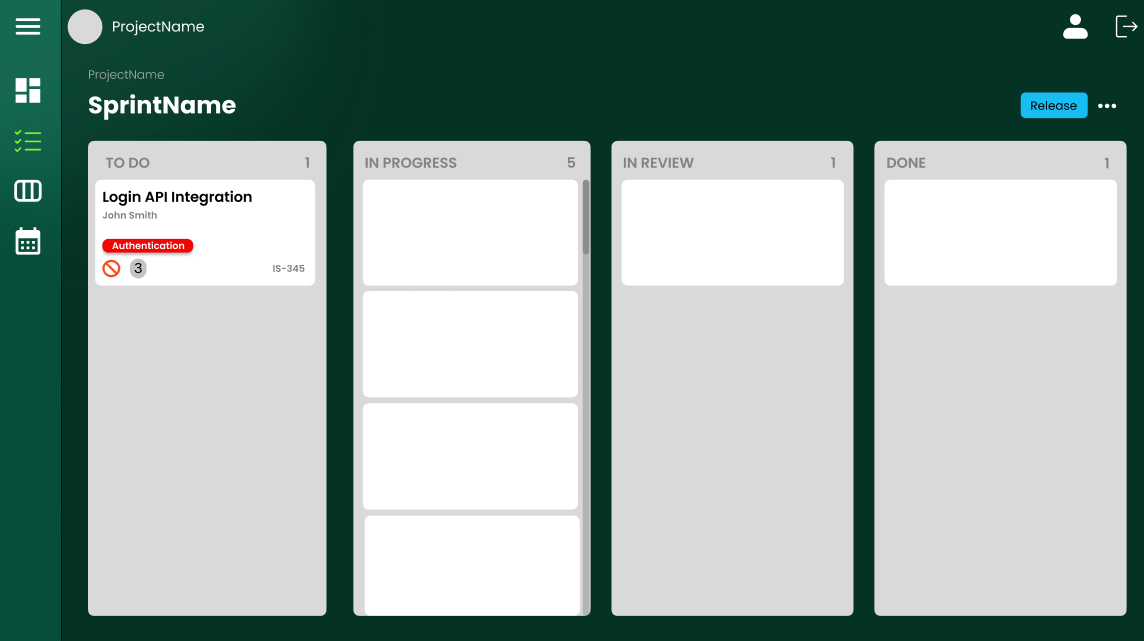 ProjectName
ProjectName
SprintName
Release
TO DO 1
Login API Integration
John Smith
Authentication
3
IS-345
IN PROGRESS 5
IN REVIEW 1
DONE 1